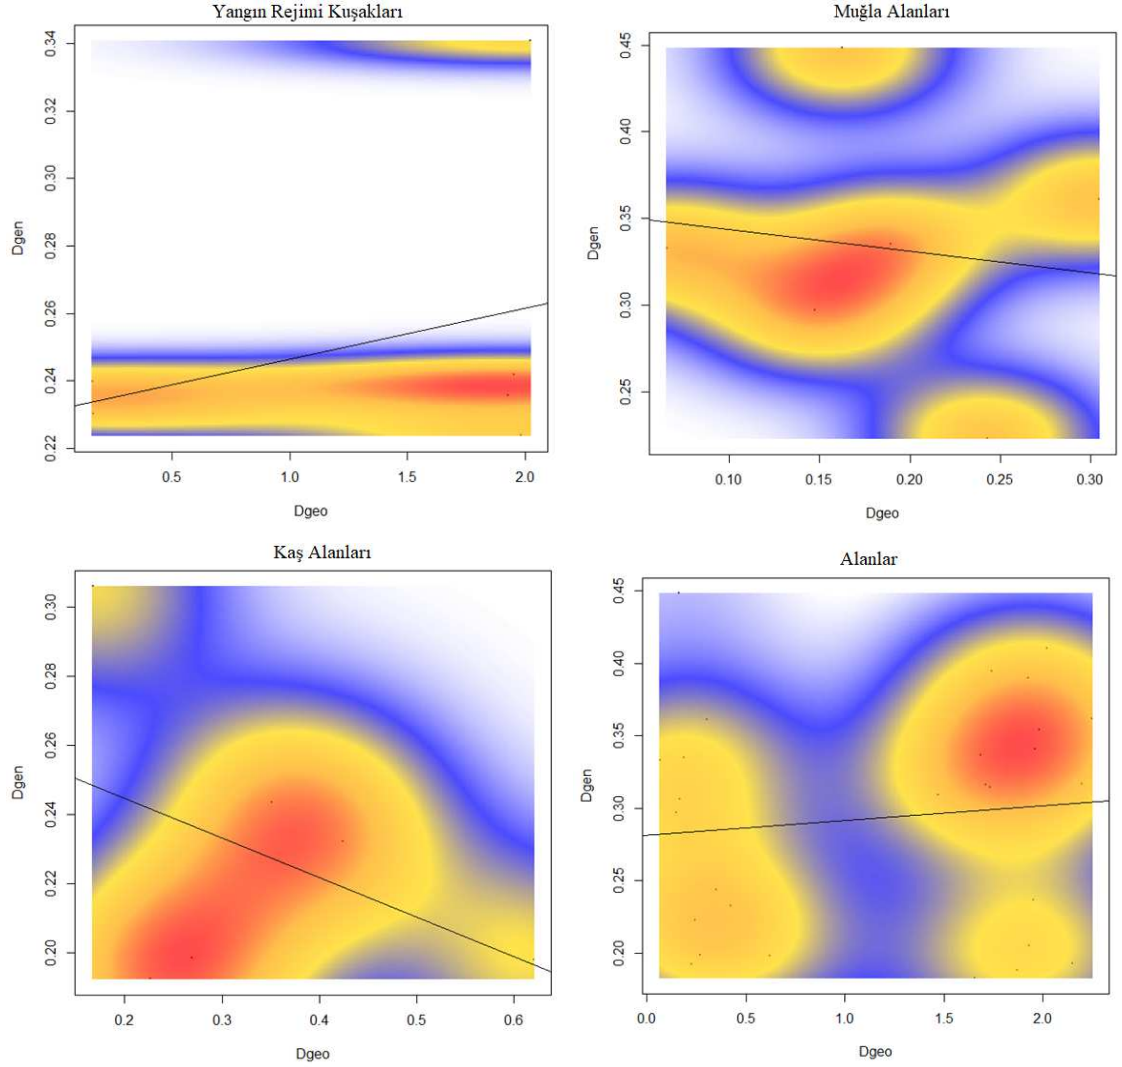 Yangın Rejimi Kuşakları
Dgen
0.34
0.32
0.30
0.28
0.26
0.24
0.22
0.5 1.0 1.5 2.0
Dgeo
Muğla Alanları
Dgen
0.45
0.40
0.35
0.30
0.25
0.10 0.15 0.20 0.25 0.30
Dgeo
Kaş Alanları
Dgen
0.30
0.28
0.26
0.24
0.22
0.20
0.2 0.3 0.4 0.5 0.6
Dgeo
Alanlar
Dgen
0.45
0.40
0.35
0.30
0.25
0.20
0.0 0.5 1.0 1.5 2.0
Dgeo